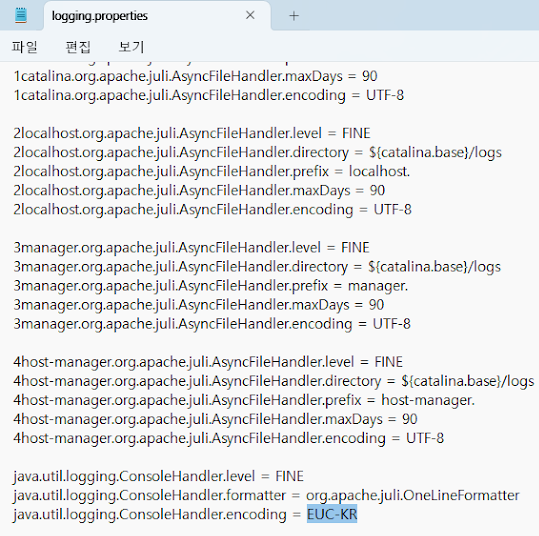 logging.properties
파일 편집 보기
1catalina.org.apache.juli.AsyncFileHandler.maxDays = 90
1catalina.org.apache.juli.AsyncFileHandler.encoding = UTF-8
2localhost.org.apache.juli.AsyncFileHandler.level = FINE
2localhost.org.apache.juli.AsyncFileHandler.directory = ${catalina.base}/logs
2localhost.org.apache.juli.AsyncFileHandler.prefix = localhost.
2localhost.org.apache.juli.AsyncFileHandler.maxDays = 90
2localhost.org.apache.juli.AsyncFileHandler.encoding = UTF-8
3manager.org.apache.juli.AsyncFileHandler.level = FINE
3manager.org.apache.juli.AsyncFileHandler.directory = ${catalina.base}/logs
3manager.org.apache.juli.AsyncFileHandler.prefix = manager.
3manager.org.apache.juli.AsyncFileHandler.maxDays = 90
3manager.org.apache.juli.AsyncFileHandler.encoding = UTF-8
4host-manager.org.apache.juli.AsyncFileHandler.level = FINE
4host-manager.org.apache.juli.AsyncFileHandler.directory = ${catalina.base}/logs
4host-manager.org.apache.juli.AsyncFileHandler.prefix = host-manager.
4host-manager.org.apache.juli.AsyncFileHandler.maxDays = 90
4host-manager.org.apache.juli.AsyncFileHandler.encoding = UTF-8
java.util.logging.ConsoleHandler.level = FINE
java.util.logging.ConsoleHandler.formatter = org.apache.juli.OneLineFormatter
java.util.logging.ConsoleHandler.encoding = EUC-KR